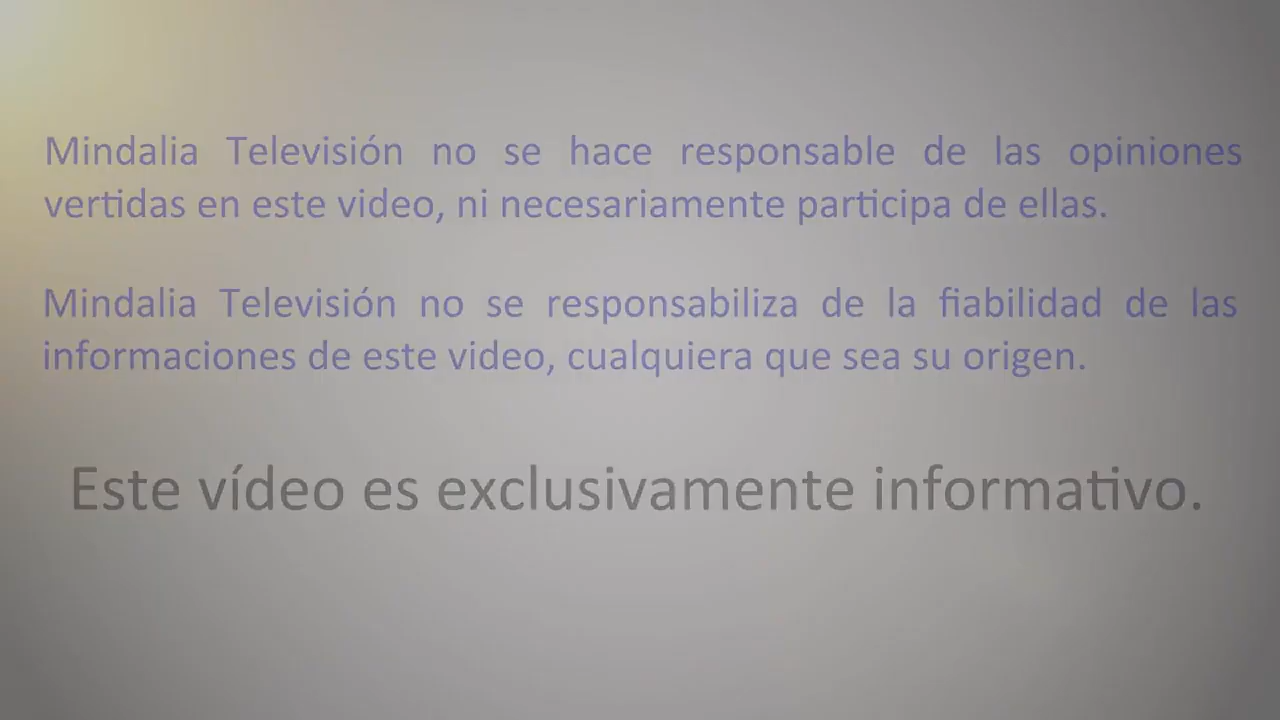 Mindalia Televisión no se hace responsable de las opiniones
vertidas en este video, ni necesariamente participa de ellas.
Mindalia Televisión no se responsabiliza de la fiabilidad de las
informaciones de este video, cualquiera que sea su origen.
Este vídeo es exclusivamente informativo.